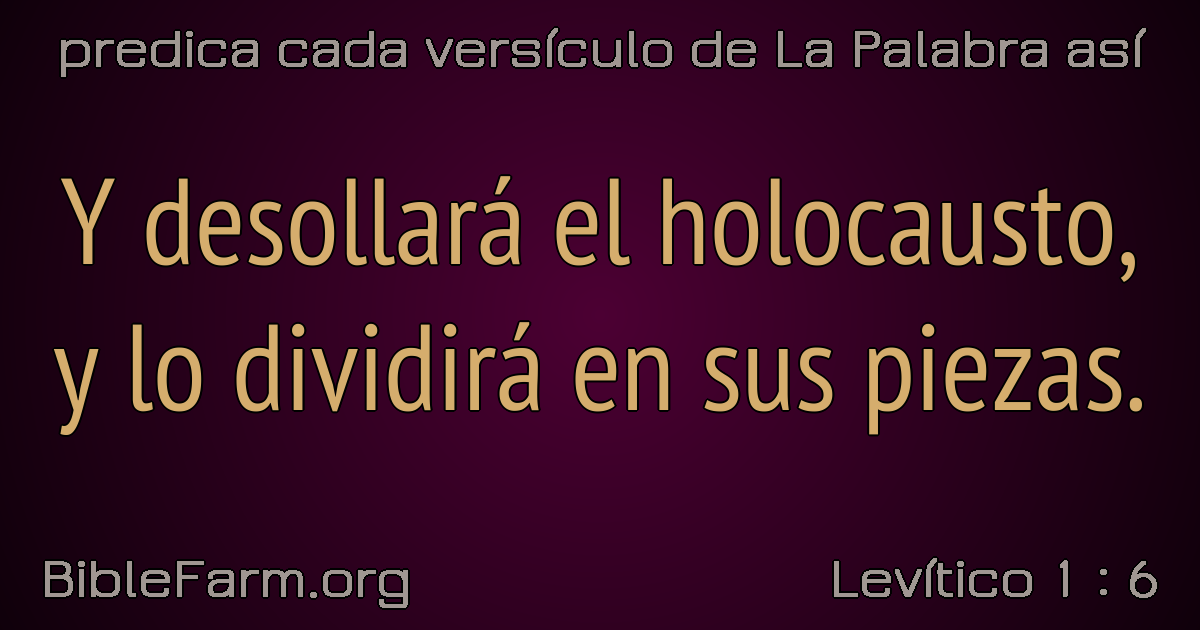 predica cada versículo de La Palabra así
Y desollará el holocausto,
y lo dividirá en sus piezas.
BibleFarm.org
Levítico 1 : 6